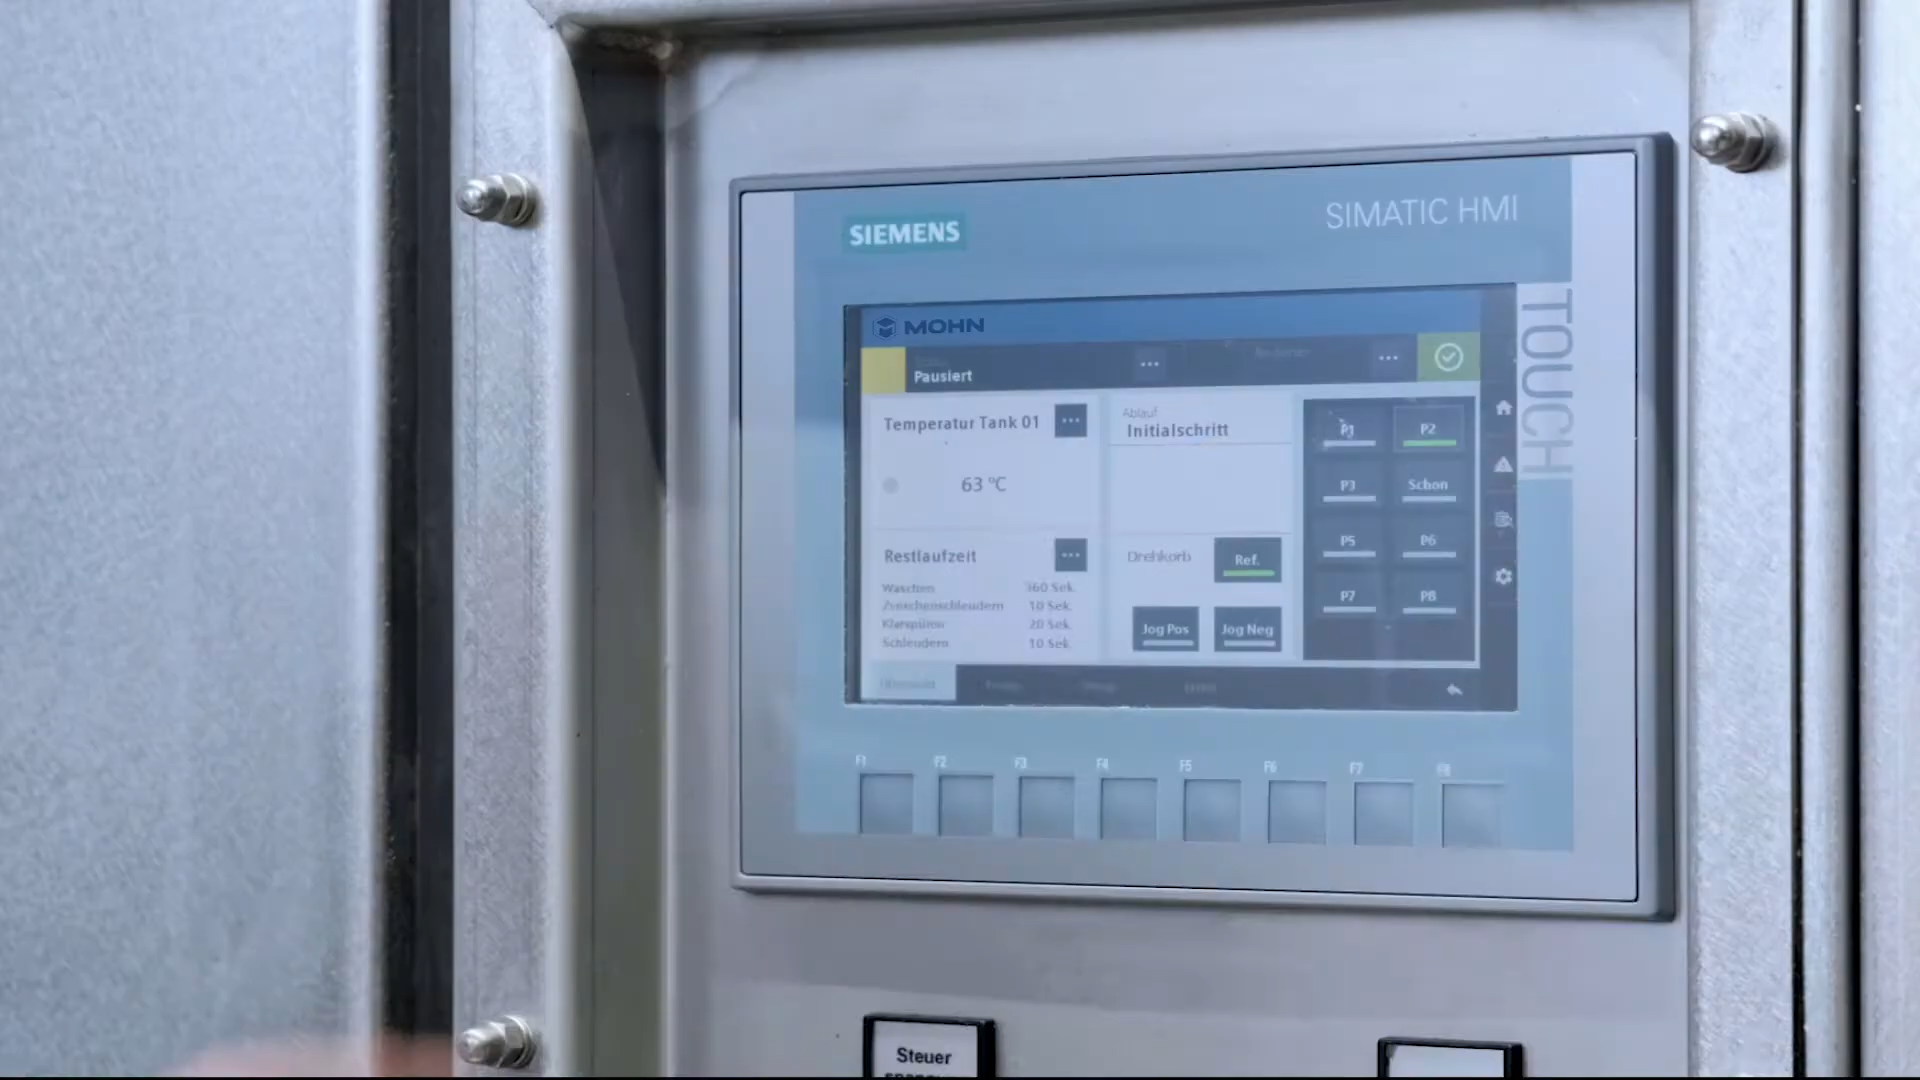 SIEMENS
SIMATIC HMI
TOUCH
MOHN
Pausiert
Temperatur Tank 01
63 °C
Ablauf
Initialschritt
P1
P2
P3
Schon
P5
P6
P7
P8
Restlaufzeit
Waschen 360 Sek.
Zwischenschleudern 10 Sek.
Klarspülen 20 Sek.
Schleudern 10 Sek.
Drehkorb
Ref.
Jog Pos
Jog Neg
F1
F2
F3
F4
F5
F6
F7
F8
Steuer